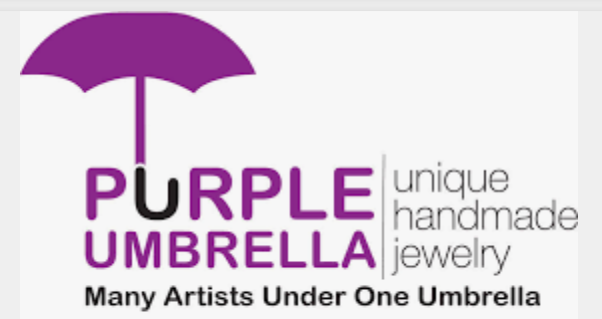 PURPLE
UMBRELLA
unique
handmade
jewelry
Many Artists Under One Umbrella